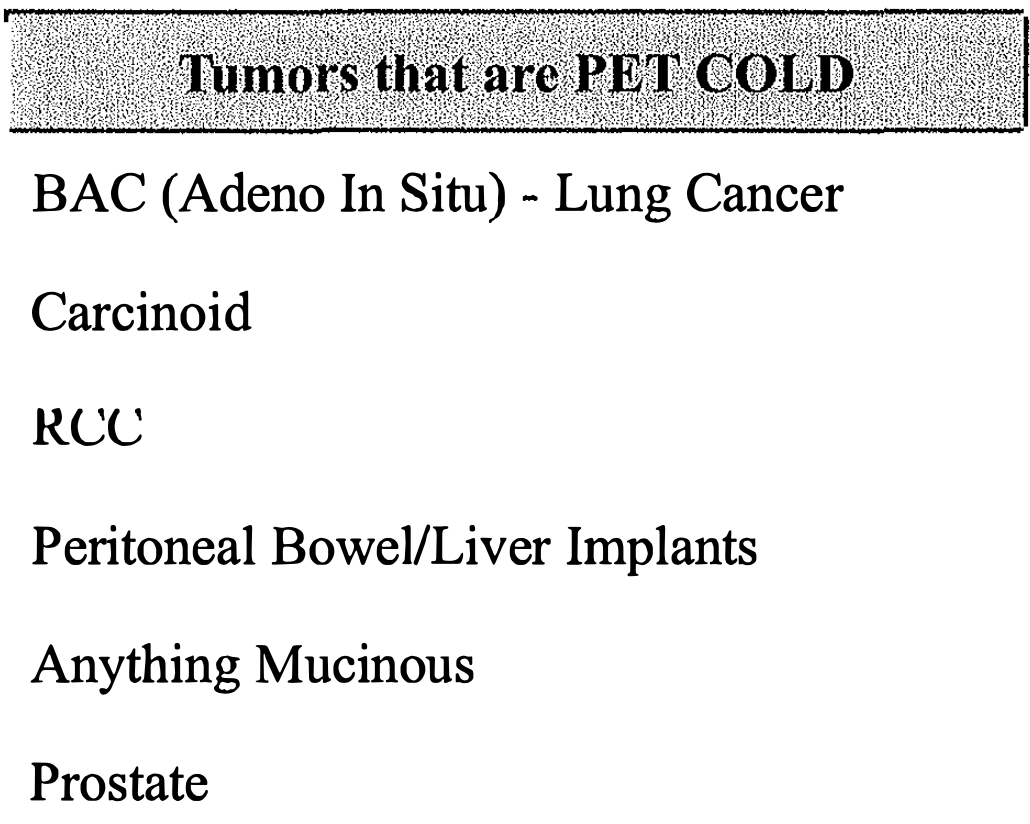 Tumors that are PET COLD
BAC (Adeno In Situ) - Lung Cancer
Carcinoid
RCC
Peritoneal Bowel/Liver Implants
Anything Mucinous
Prostate